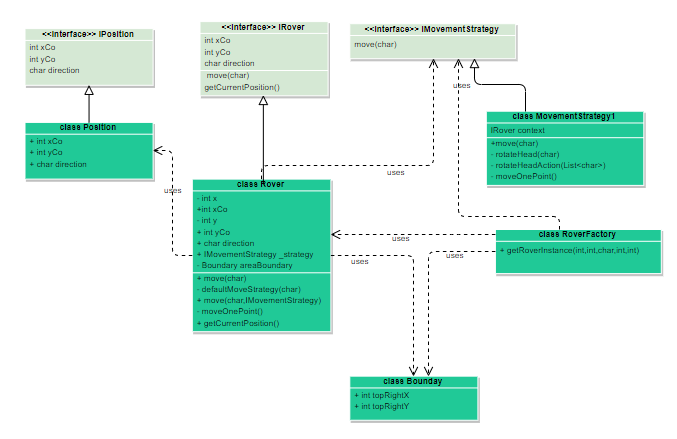 <<Interface>> IPosition
int xCo
int yCo
char direction
<<Interface>> IRover
int xCo
int yCo
char direction
move(char)
getCurrentPosition()
<<Interface>> IMovementStrategy
move(char)
uses
class MovementStrategy1
IRover context
+move(char)
- rotateHead(char)
- rotateHeadAction(List<char>)
- moveOnePoint()
class Position
+ int xCo
+ int yCo
+ char direction
uses
uses
class Rover
- int x
+int xCo
- int y
+ int yCo
+ char direction
+ IMovementStrategy _strategy
- Boundary areaBoundary
+ move(char)
- defaultMoveStrategy(char)
+ move(char,IMovementStrategy)
- moveOnePoint()
+ getCurrentPosition()
class RoverFactory
+ getRoverInstance(int,int,char,int,int)
uses
uses
uses
class Bounday
+ int topRightX
+ int topRightY